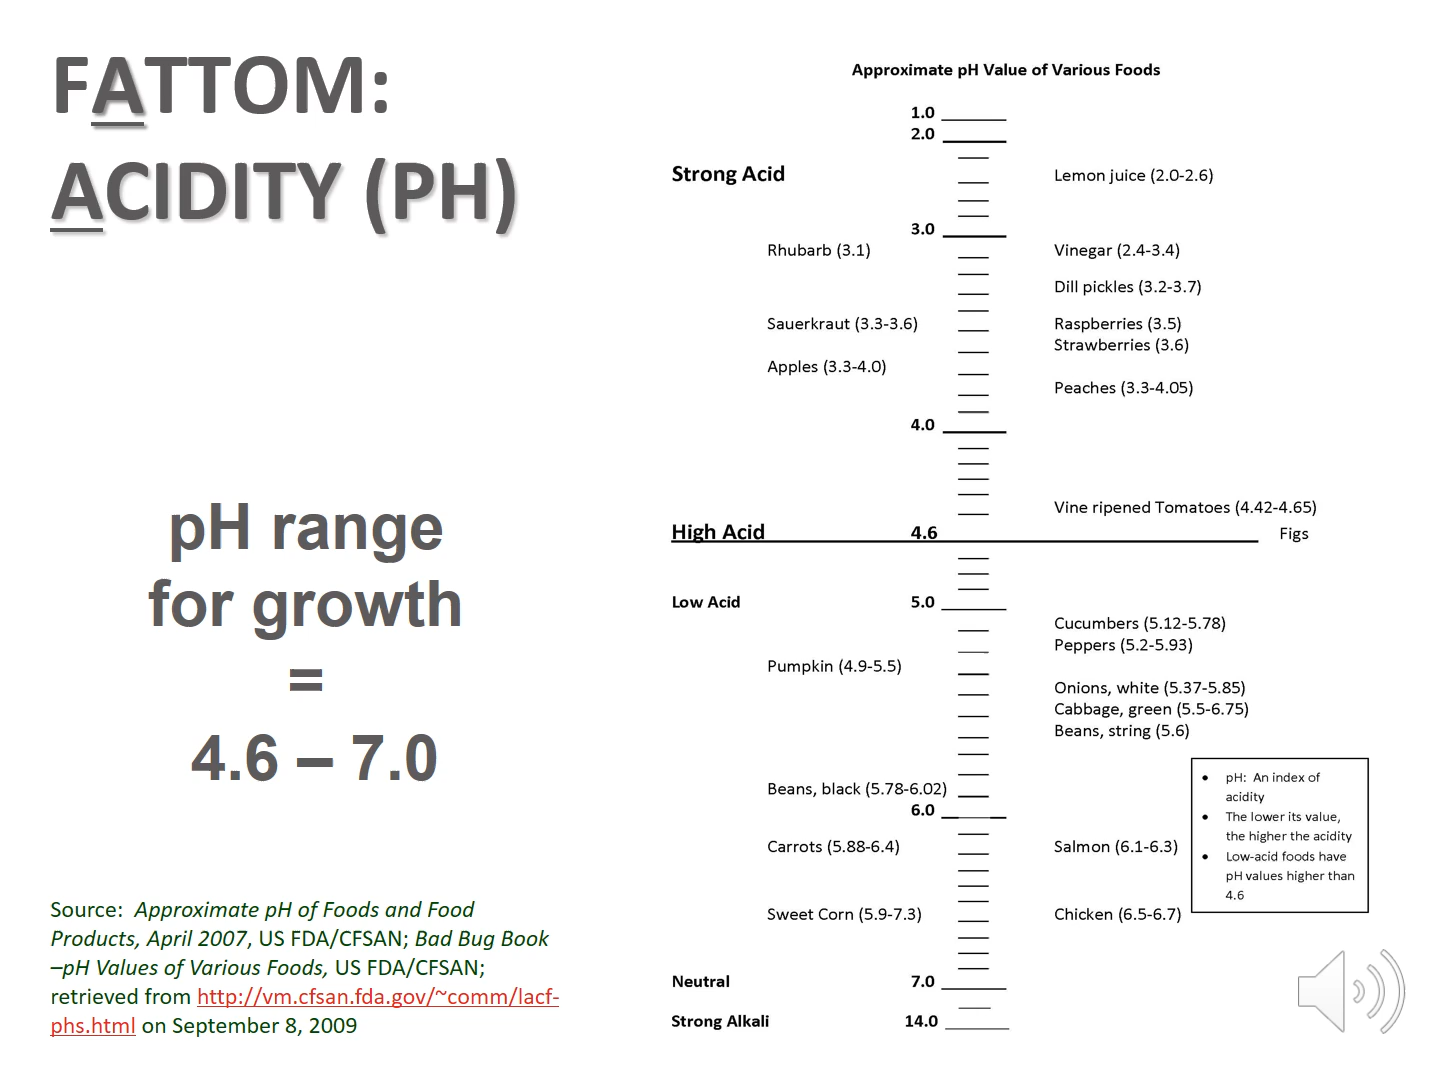 FATTOM:
ACIDITY (PH)
pH range
for growth
=
4.6 – 7.0
Source:  Approximate pH of Foods and Food
Products, April 2007, US FDA/CFSAN; Bad Bug Book
–pH Values of Various Foods, US FDA/CFSAN;
retrieved from http://vm.cfsan.fda.gov/~comm/lacf-
phs.html on September 8, 2009
Approximate pH Value of Various Foods
1.0
2.0
Strong Acid
Lemon juice (2.0-2.6)
3.0
Rhubarb (3.1)
Vinegar (2.4-3.4)
Dill pickles (3.2-3.7)
Sauerkraut (3.3-3.6)
Raspberries (3.5)
Strawberries (3.6)
Apples (3.3-4.0)
Peaches (3.3-4.05)
4.0
Vine ripened Tomatoes (4.42-4.65)
High Acid
4.6
Figs
Low Acid
5.0
Cucumbers (5.12-5.78)
Peppers (5.2-5.93)
Pumpkin (4.9-5.5)
Onions, white (5.37-5.85)
Cabbage, green (5.5-6.75)
Beans, string (5.6)
Beans, black (5.78-6.02)
6.0
Carrots (5.88-6.4)
Salmon (6.1-6.3)
Sweet Corn (5.9-7.3)
Chicken (6.5-6.7)
• pH:  An index of
acidity
• The lower its value,
the higher the acidity
• Low-acid foods have
pH values higher than
4.6
Neutral
7.0
Strong Alkali
14.0